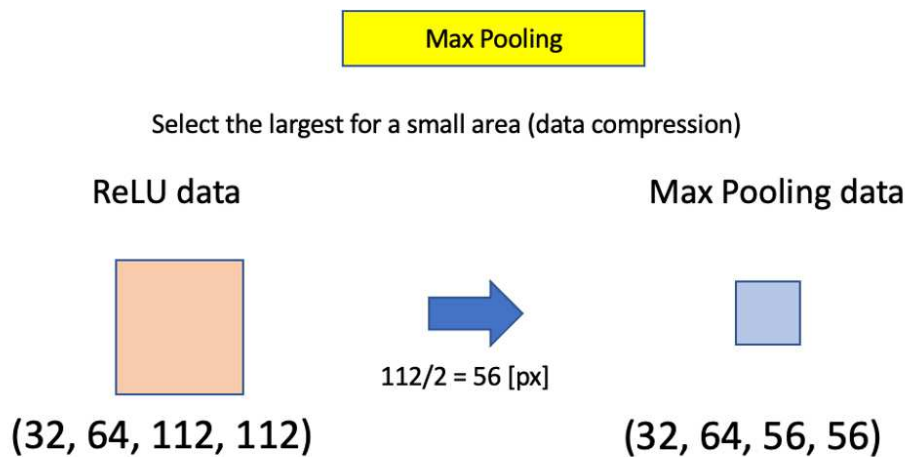 Max Pooling
Select the largest for a small area (data compression)
ReLU data
Max Pooling data
112/2 = 56 [px]
(32, 64, 112, 112)
(32, 64, 56, 56)